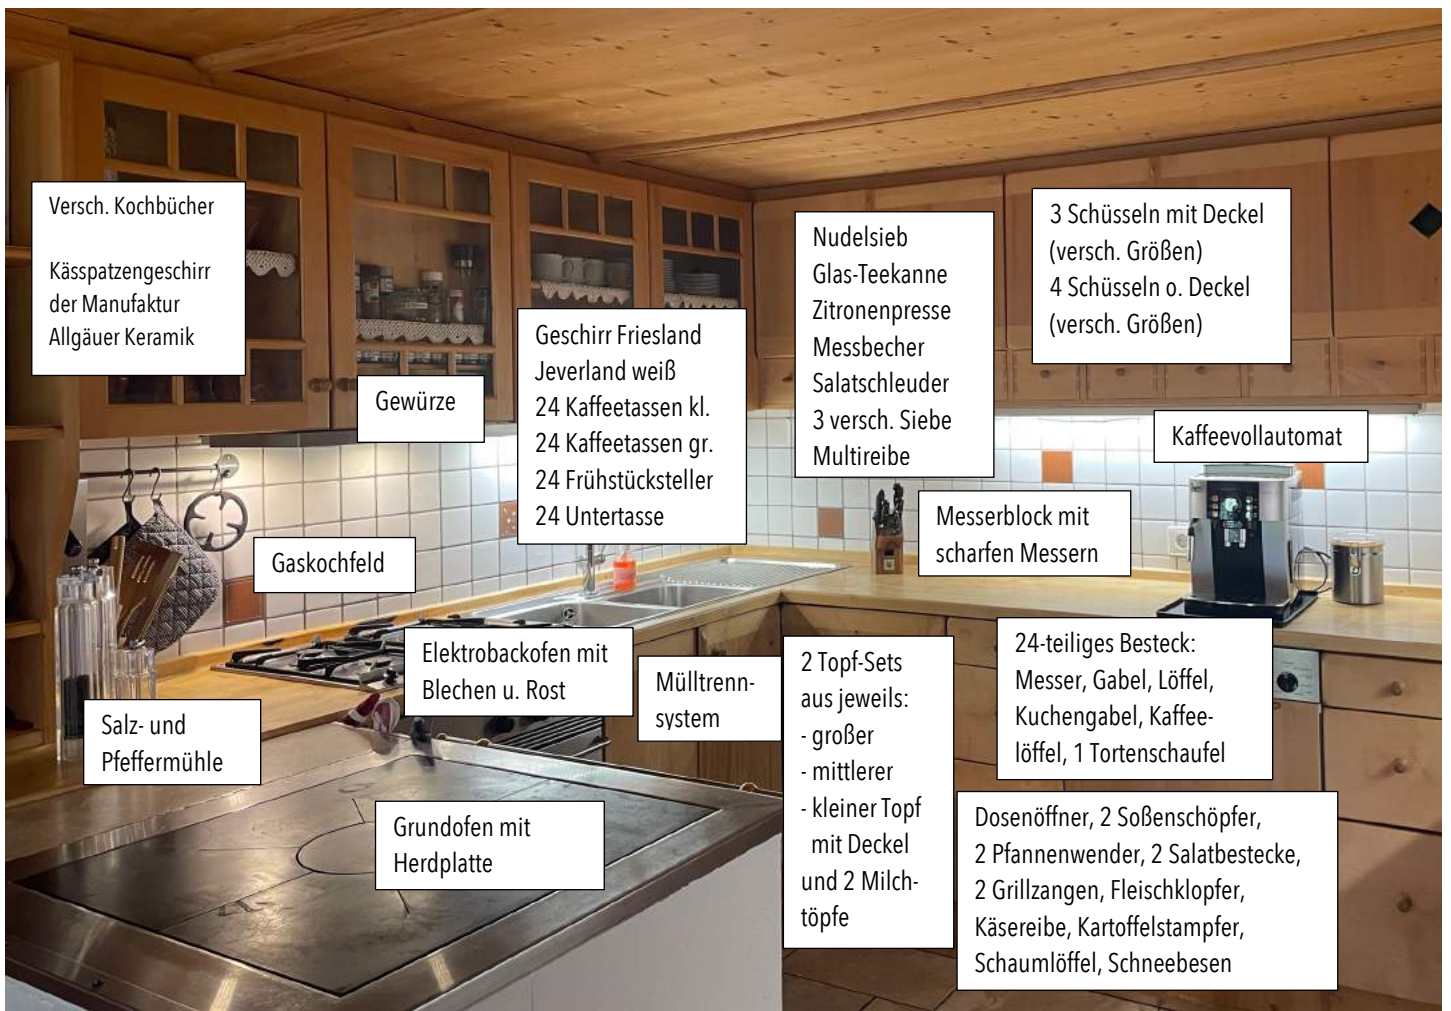 Versch. Kochbücher
Kässpatzengeschirr
der Manufaktur
Allgäuer Keramik
Gewürze
Geschirr Friesland
Jeverland weiß
24 Kaffeetassen kl.
24 Kaffeetassen gr.
24 Frühstücksteller
24 Untertasse
Nudelsieb
Glas-Teekanne
Zitronenpresse
Messbecher
Salatschleuder
3 versch. Siebe
Multireibe
3 Schüsseln mit Deckel
(versch. Größen)
4 Schüsseln o. Deckel
(versch. Größen)
Kaffeevollautomat
Messerblock mit
scharfen Messern
Gaskochfeld
Elektrobackofen mit
Blechen u. Rost
Mülltrenn-
system
2 Topf-Sets
aus jeweils:
- großer
- mittlerer
- kleiner Topf
mit Deckel
und 2 Milch-
töpfe
24-teiliges Besteck:
Messer, Gabel, Löffel,
Kuchengabel, Kaffee-
löffel, 1 Tortenschaufel
Salz- und
Pfeffermühle
Grundofen mit
Herdplatte
Dosenöffner, 2 Soßenschöpfer,
2 Pfannenwender, 2 Salatbestecke,
2 Grillzangen, Fleischklopfer,
Käsereibe, Kartoffelstampfer,
Schaumlöffel, Schneebesen